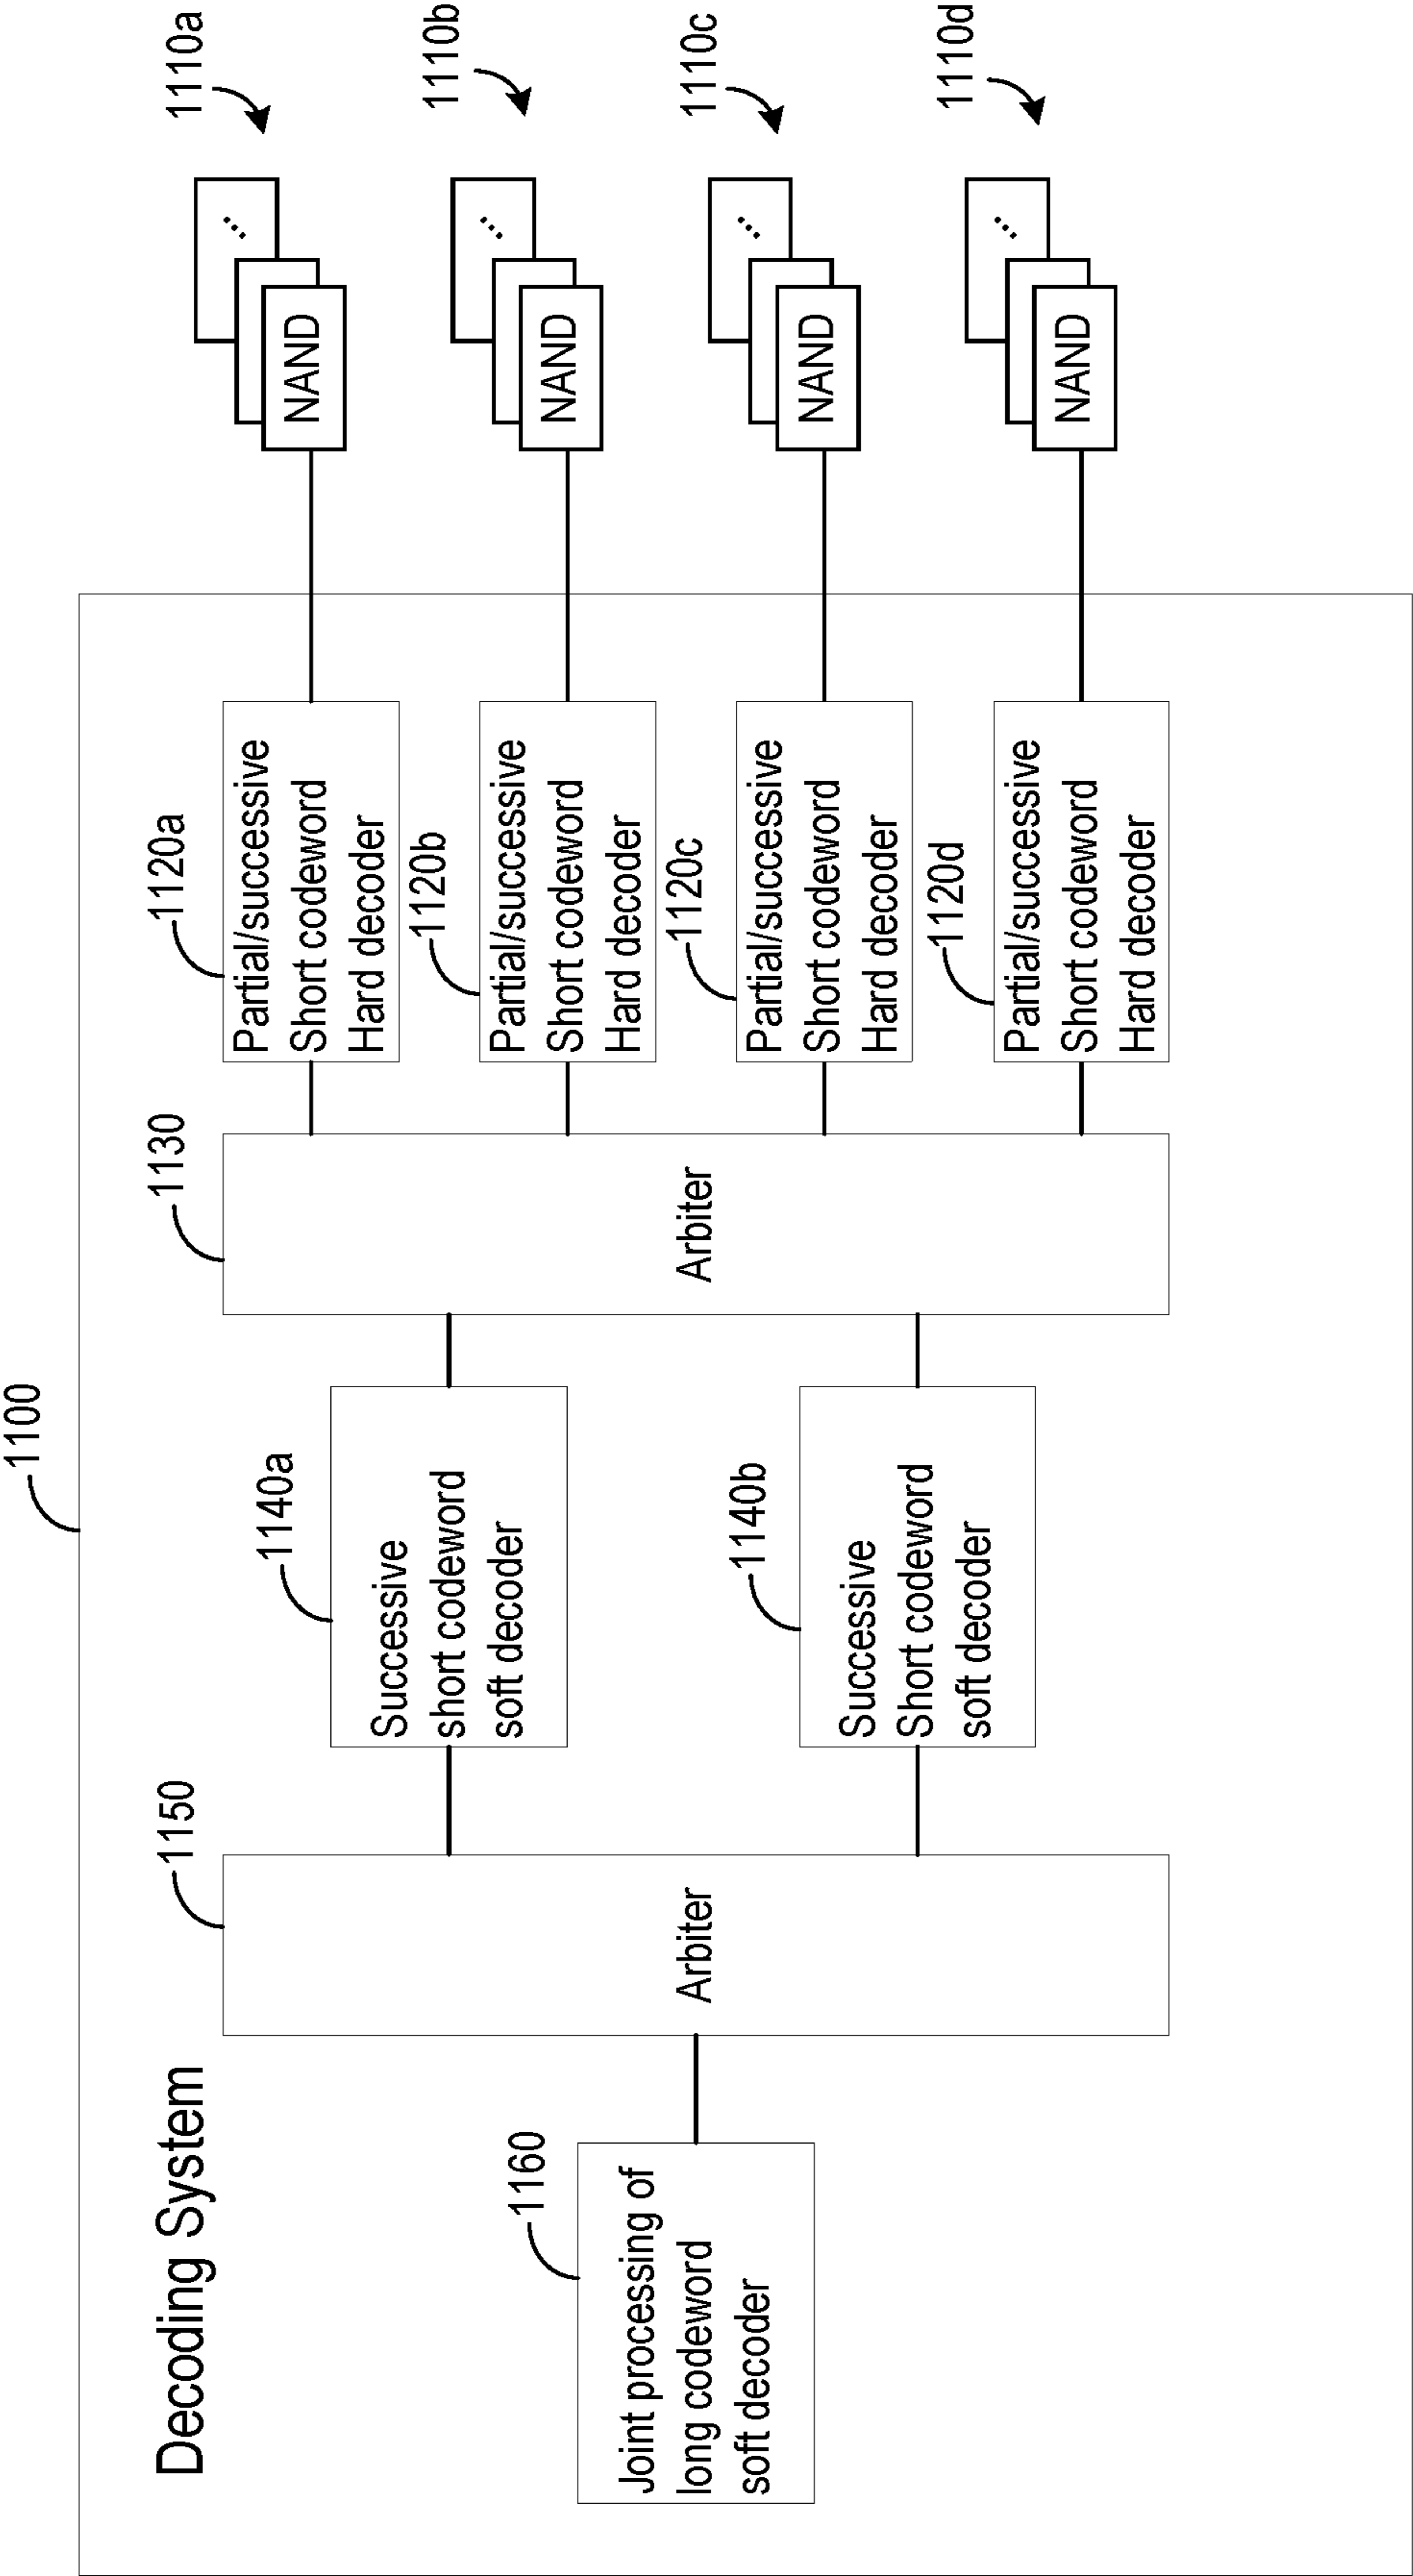 1100
Decoding System
1160
Joint processing of
long codeword
soft decoder
1150
Arbiter
1140a
Successive
short codeword
soft decoder
1140b
Successive
Short codeword
soft decoder
1130
Arbiter
1120a
Partial/successive
Short codeword
Hard decoder
1120b
Partial/successive
Short codeword
Hard decoder
1120c
Partial/successive
Short codeword
Hard decoder
1120d
Partial/successive
Short codeword
Hard decoder
1110a
...
NAND
1110b
...
NAND
1110c
...
NAND
1110d
...
NAND